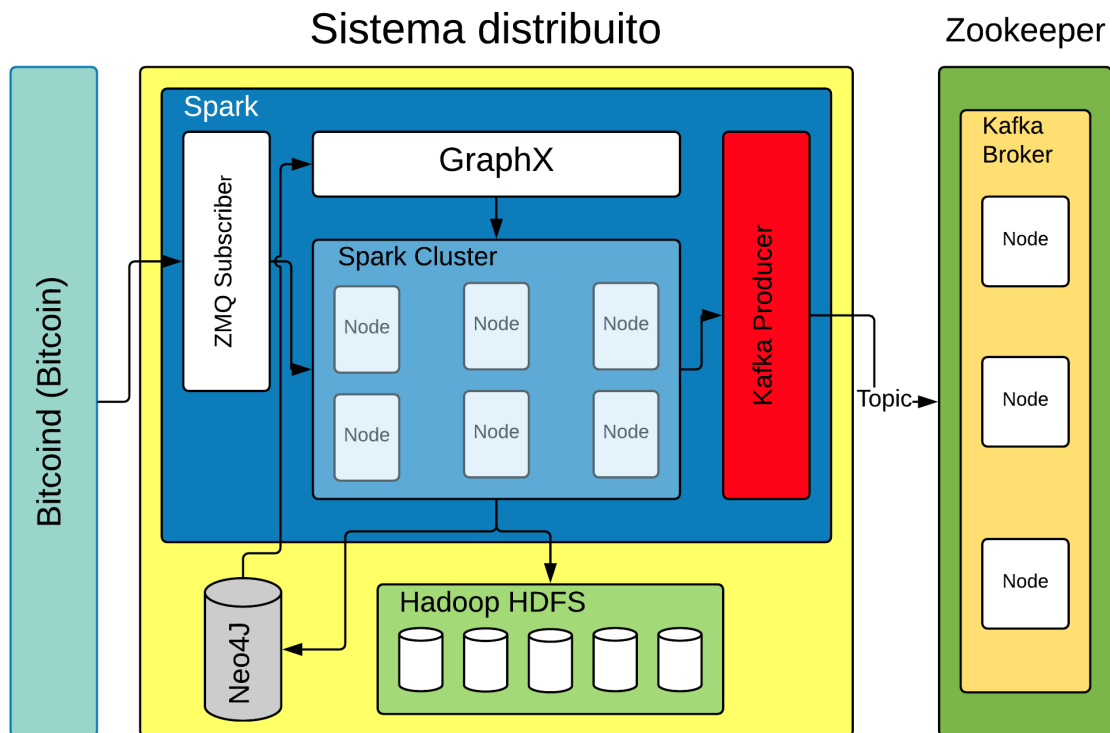 Sistema distribuito
Zookeeper
Bitcoind (Bitcoin)
Spark
ZMQ Subscriber
GraphX
Spark Cluster
Node
Node
Node
Node
Node
Node
Kafka Producer
Topic
Kafka
Broker
Node
Node
Node
Neo4J
Hadoop HDFS